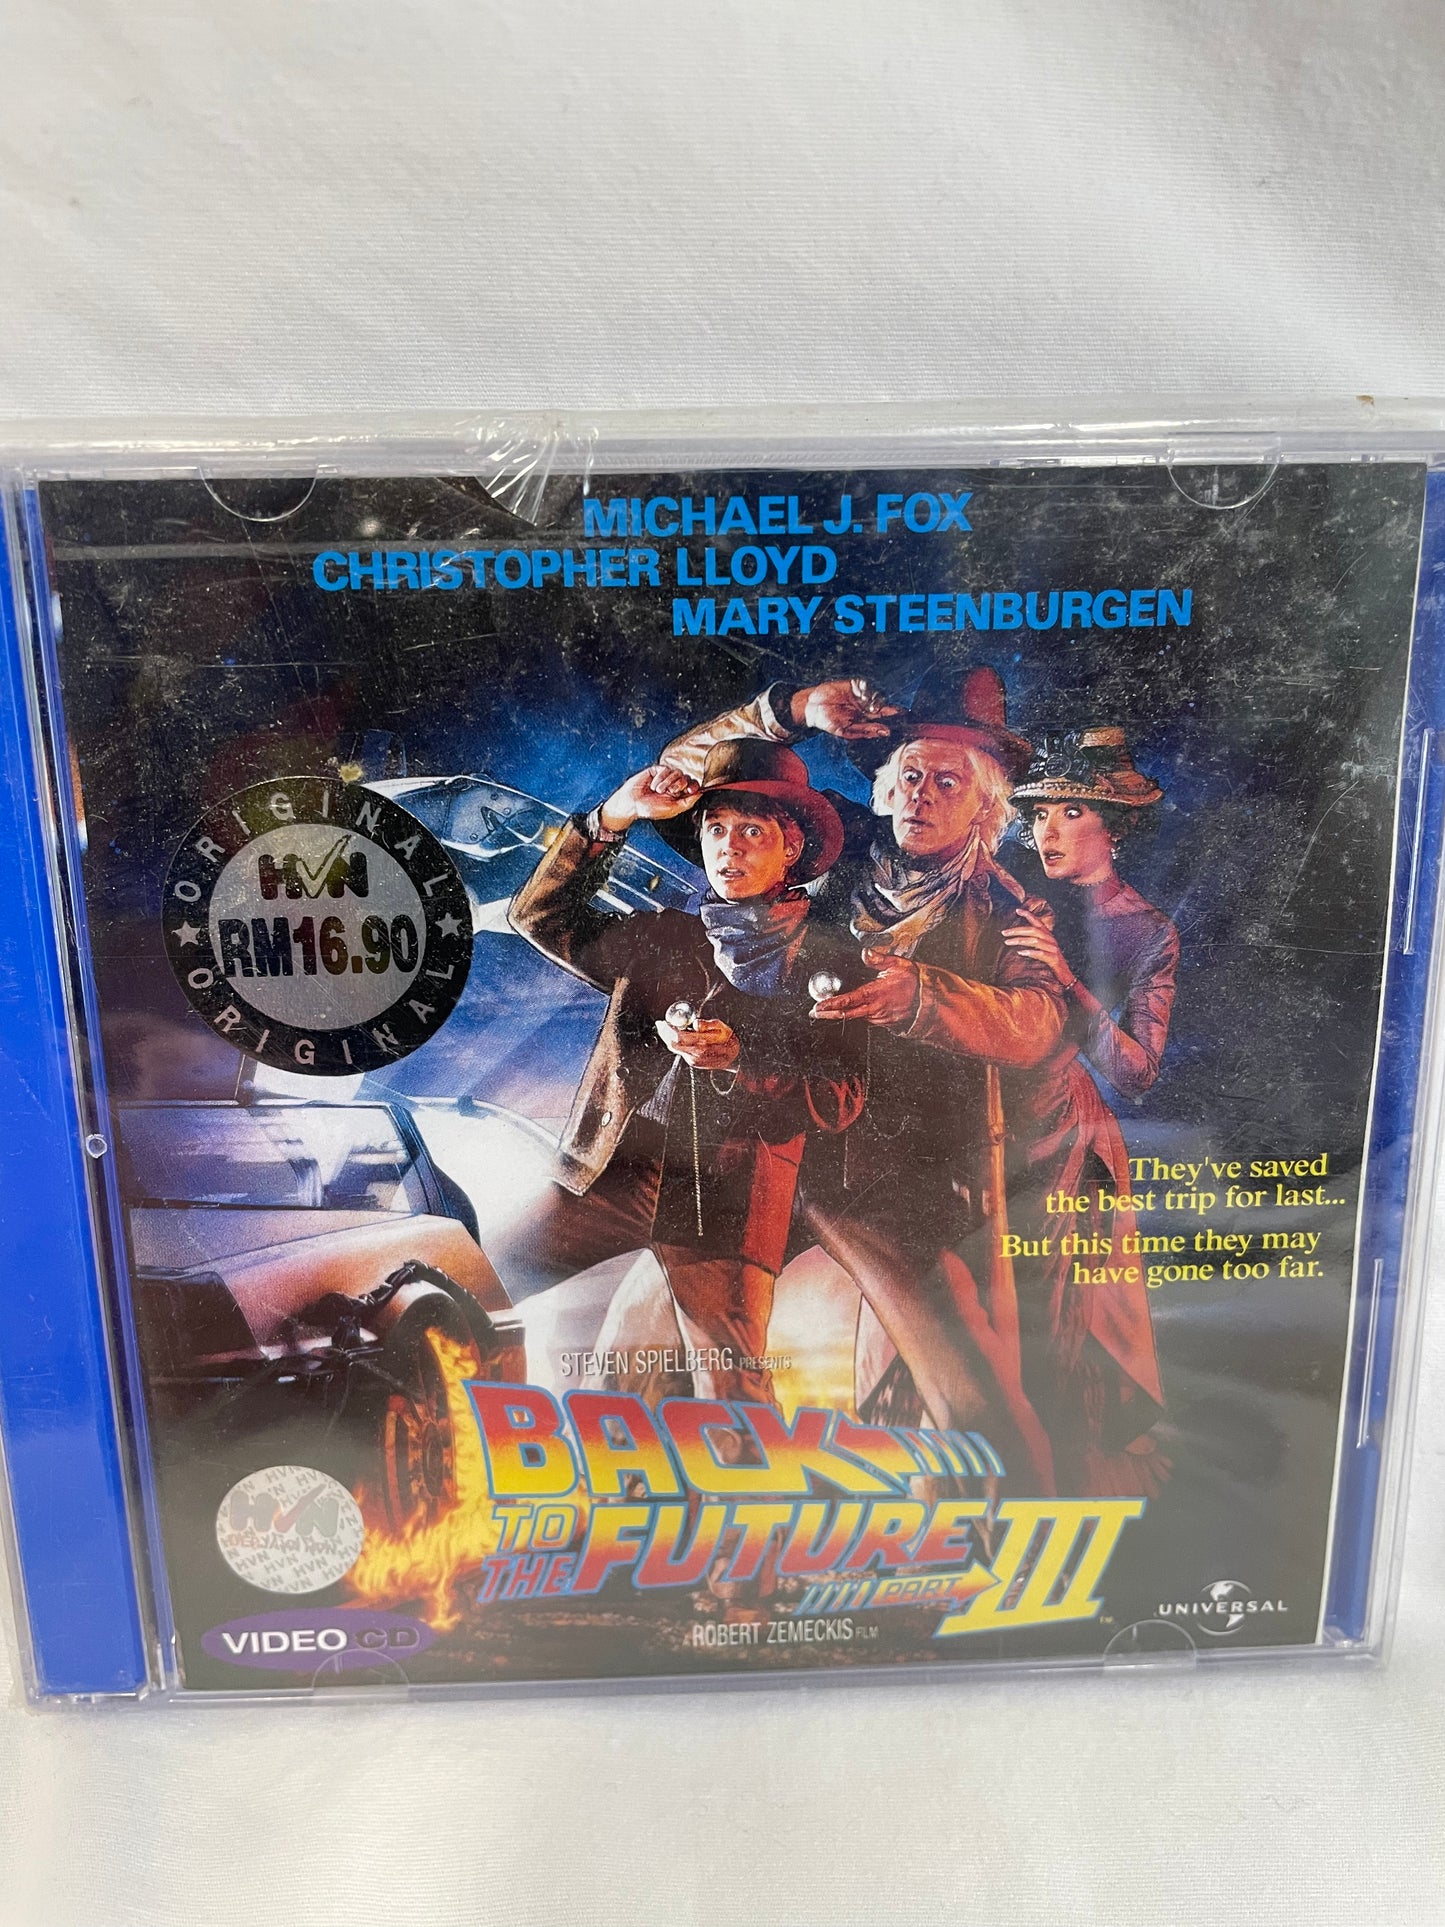 MICHAEL J. FOX
CHRISTOPHER LLOYD
MARY STEENBURGEN
ORIGINAL
HVN
RM16.90
ORIGINAL
They've saved
the best trip for last...
But this time they may
have gone too far.
STEVEN SPIELBERG PRESENTS
BACK
TO THE FUTURE
PART III
A ROBERT ZEMECKIS FILM
UNIVERSAL
HVN
VIDEO CD